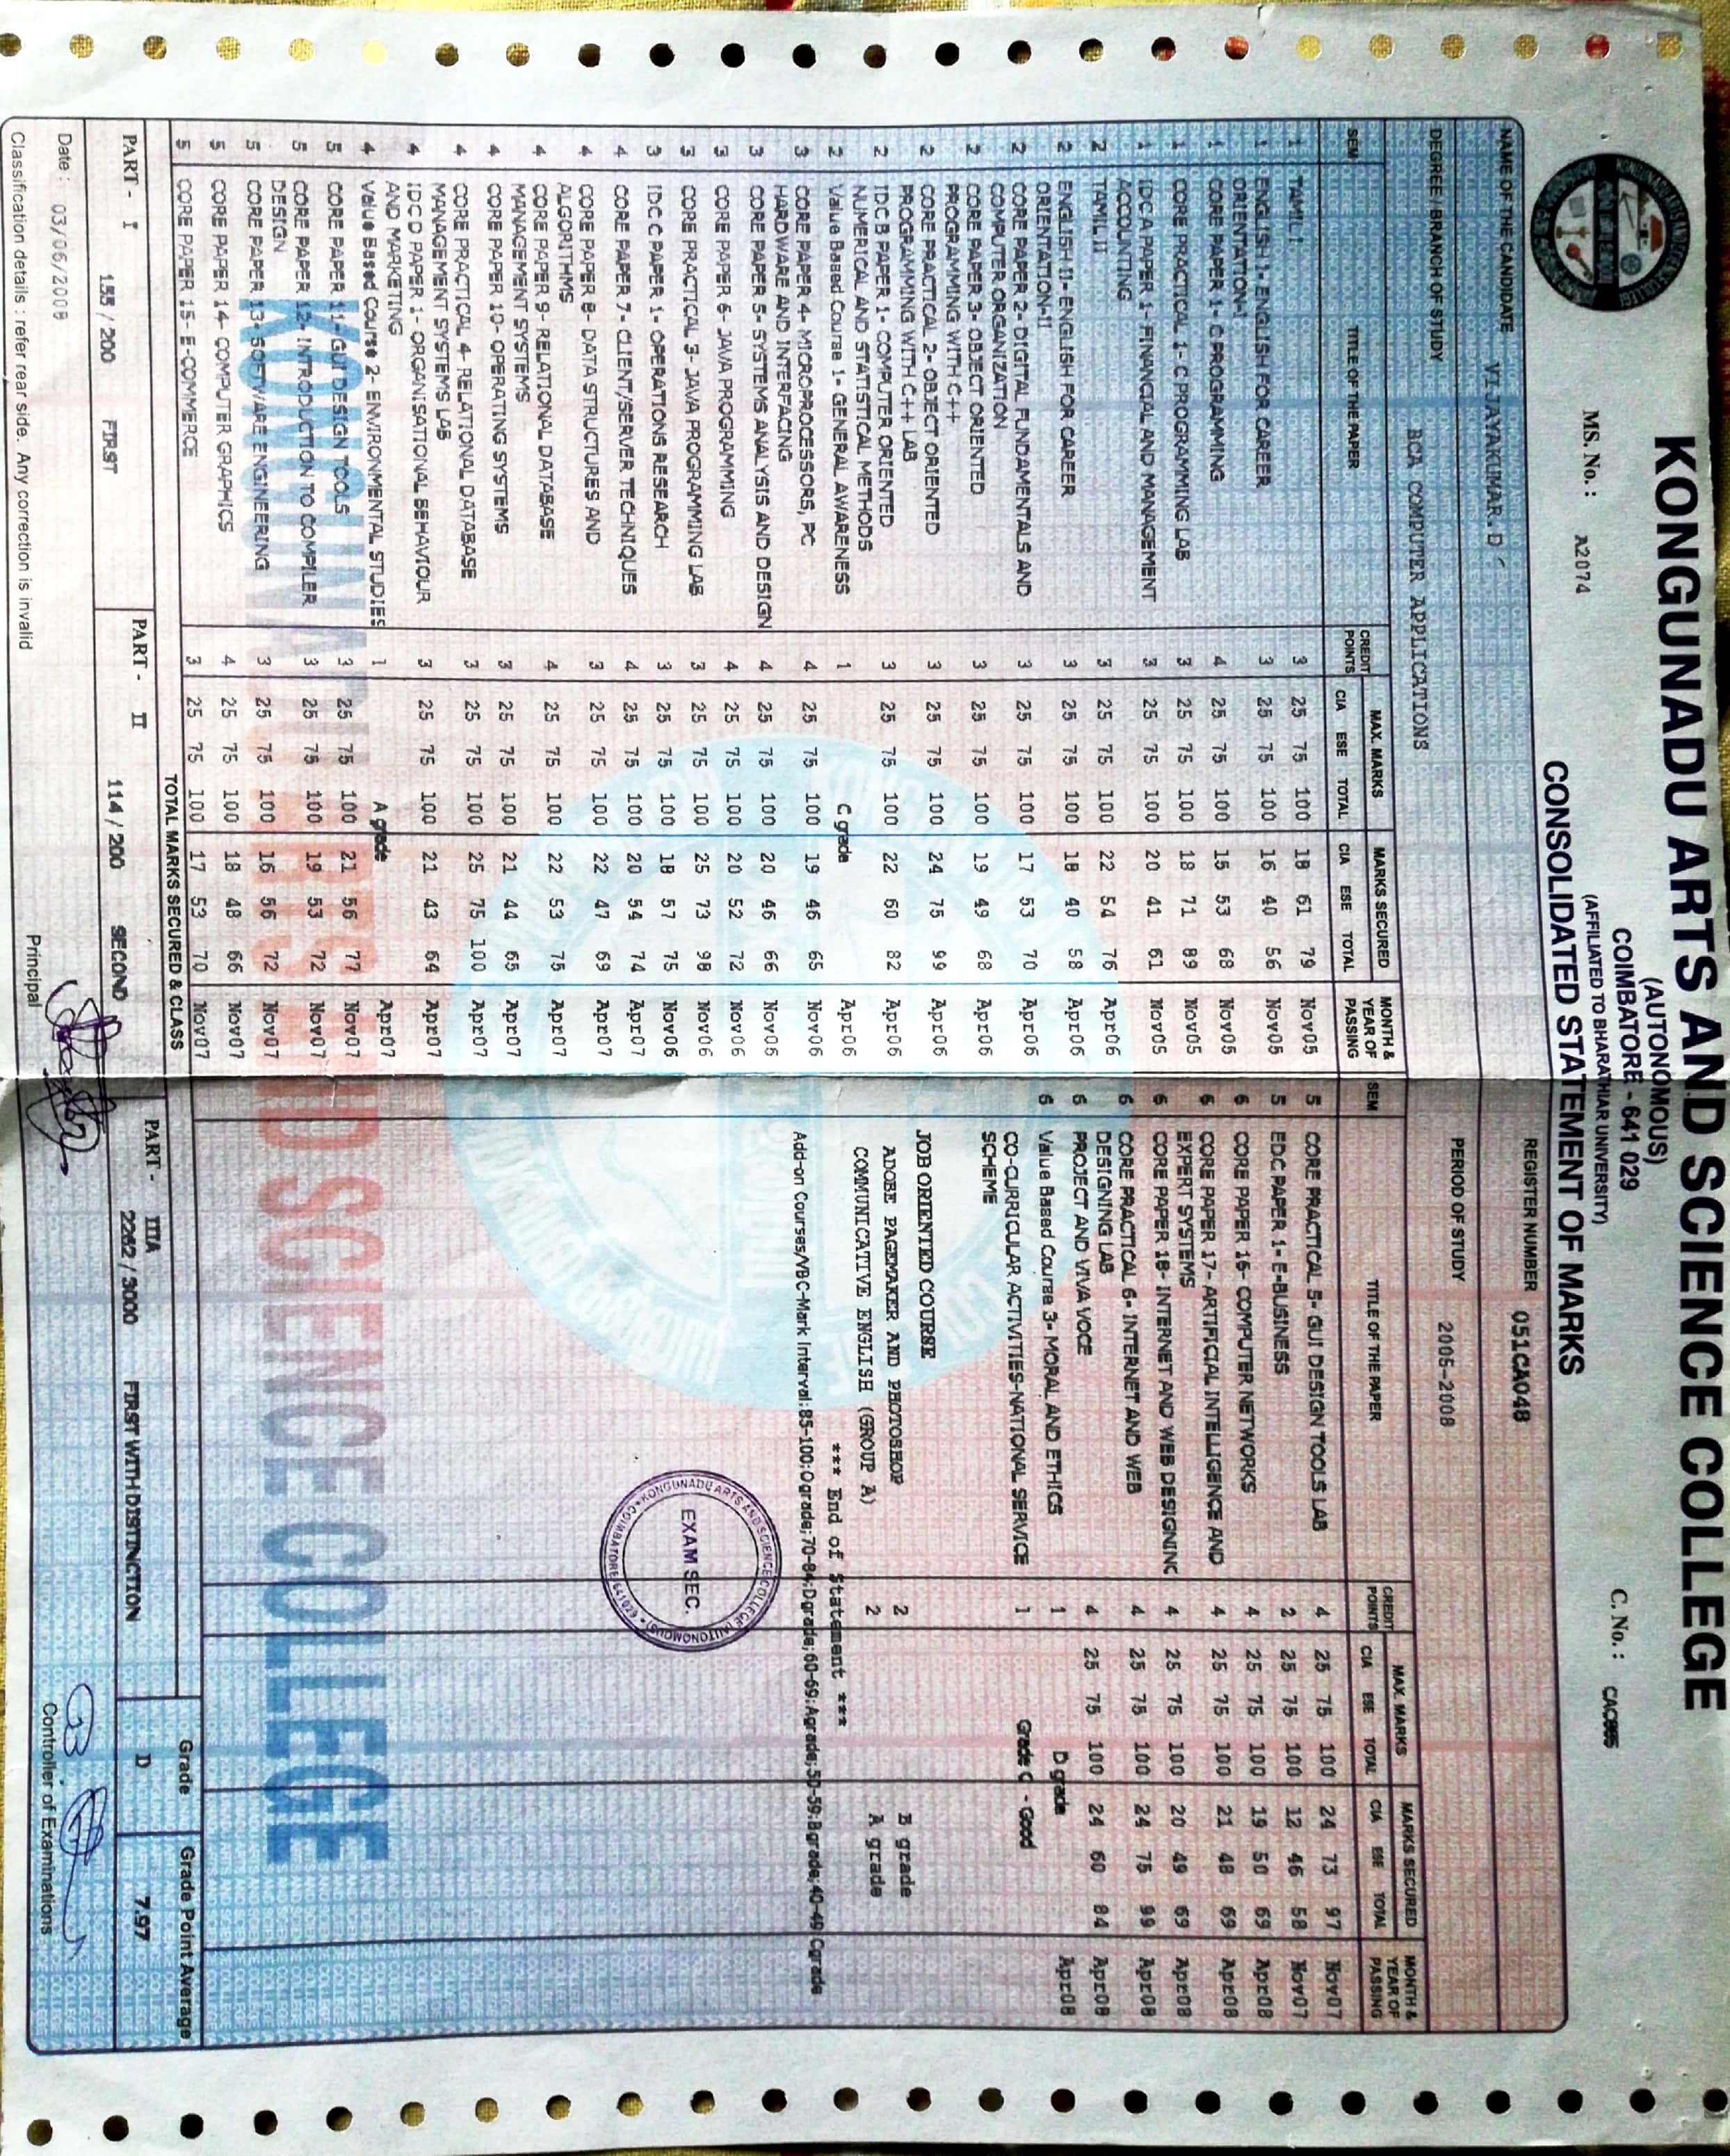 KONGUNADU ARTS AND SCIENCE COLLEGE
(AUTONOMOUS)
COIMBATORE - 641 029
(AFFILIATED TO BHARATHIAR UNIVERSITY)
CONSOLIDATED STATEMENT OF MARKS
MS. No. : A2074
C. No. :
NAME OF THE CANDIDATE VIJAYAKUMAR.D
REGISTER NUMBER 051CA048
DEGREE / BRANCH OF STUDY
BCA COMPUTER APPLICATIONS
PERIOD OF STUDY 2005-2008
SEM TITLE OF THE PAPER CREDIT POINTS MAX. MARKS CIA ESE TOTAL MARKS SECURED CIA ESE TOTAL MONTH & YEAR OF PASSING
1 TAMIL I 3 25 75 100 18 61 79 Nov05
1 ENGLISH I- ENGLISH FOR CAREER 3 25 75 100 16 40 56 Nov05
ORIENTATION-I
1 CORE PAPER 1- C PROGRAMMING 4 25 75 100 15 53 68 Nov05
1 CORE PRACTICAL 1- C PROGRAMMING LAB 3 25 75 100 18 71 89 Nov05
1 IDC A PAPER 1- FINANCIAL AND MANAGEMENT 3 25 75 100 20 41 61 Nov05
ACCOUNTING
2 TAMIL II 3 25 75 100 22 54 76 Apr06
2 ENGLISH II- ENGLISH FOR CAREER 3 25 75 100 18 40 58 Apr06
ORIENTATION-II
2 CORE PAPER 2- DIGITAL FUNDAMENTALS AND 3 25 75 100 17 53 70 Apr06
COMPUTER ORGANIZATION
2 CORE PAPER 3- OBJECT ORIENTED 3 25 75 100 19 49 68 Apr06
PROGRAMMING WITH C++
2 CORE PRACTICAL 2- OBJECT ORIENTED 3 25 75 100 24 75 99 Apr06
PROGRAMMING WITH C++ LAB
2 IDC B PAPER 1- COMPUTER ORIENTED 3 25 75 100 22 60 82 Apr06
NUMERICAL AND STATISTICAL METHODS
2 Value Based Course 1- GENERAL AWARENESS 1 C grade Apr06
3 CORE PAPER 4- MICROPROCESSORS, PC 4 25 75 100 19 46 65 Nov06
HARDWARE AND INTERFACING
3 CORE PAPER 5- SYSTEMS ANALYSIS AND DESIGN 4 25 75 100 20 46 66 Nov06
3 CORE PAPER 6- JAVA PROGRAMMING 4 25 75 100 20 52 72 Nov06
3 CORE PRACTICAL 3- JAVA PROGRAMMING LAB 3 25 75 100 25 73 98 Nov06
3 IDC C PAPER 1- OPERATIONS RESEARCH 3 25 75 100 18 57 75 Nov06
4 CORE PAPER 7- CLIENT/SERVER TECHNIQUES 4 25 75 100 20 54 74 Apr07
4 CORE PAPER 8- DATA STRUCTURES AND 3 25 75 100 22 47 69 Apr07
ALGORITHMS
4 CORE PAPER 9- RELATIONAL DATABASE 4 25 75 100 22 53 75 Apr07
MANAGEMENT SYSTEMS
4 CORE PAPER 10- OPERATING SYSTEMS 3 25 75 100 21 44 65 Apr07
4 CORE PRACTICAL 4- RELATIONAL DATABASE 3 25 75 100 25 75 100 Apr07
MANAGEMENT SYSTEMS LAB
4 IDC D PAPER 1- ORGANISATIONAL BEHAVIOUR 3 25 75 100 21 43 64 Apr07
AND MARKETING
4 Value Based Course 2- ENVIRONMENTAL STUDIES 1 A grade Apr07
5 CORE PAPER 11- GUI DESIGN TOOLS 3 25 75 100 21 56 77 Nov07
5 CORE PAPER 12- INTRODUCTION TO COMPILER 3 25 75 100 19 53 72 Nov07
DESIGN
5 CORE PAPER 13- SOFTWARE ENGINEERING 3 25 75 100 16 56 72 Nov07
5 CORE PAPER 14- COMPUTER GRAPHICS 4 25 75 100 18 48 66 Nov07
5 CORE PAPER 15- E-COMMERCE 3 25 75 100 17 53 70 Nov07
SEM TITLE OF THE PAPER CREDIT POINTS MAX. MARKS CIA ESE TOTAL MARKS SECURED CIA ESE TOTAL MONTH & YEAR OF PASSING
5 CORE PRACTICAL 5- GUI DESIGN TOOLS LAB 4 25 75 100 24 73 97 Nov07
5 EDC PAPER 1- E-BUSINESS 2 25 75 100 12 46 58 Nov07
6 CORE PAPER 16- COMPUTER NETWORKS 4 25 75 100 19 50 69 Apr08
6 CORE PAPER 17- ARTIFICIAL INTELLIGENCE AND 4 25 75 100 21 48 69 Apr08
EXPERT SYSTEMS
6 CORE PAPER 18- INTERNET AND WEB DESIGNING 4 25 75 100 20 49 69 Apr08
6 CORE PRACTICAL 6- INTERNET AND WEB 4 25 75 100 24 75 99 Apr08
DESIGNING LAB
6 PROJECT AND VIVA VOCE 4 25 75 100 24 60 84 Apr08
6 Value Based Course 3- MORAL AND ETHICS 1 D grade Apr08
CO-CURRICULAR ACTIVITIES-NATIONAL SERVICE 1 Grade C - Good
SCHEME
JOB ORIENTED COURSE
ADOBE PAGEMAKER AND PHOTOSHOP 2 B grade
COMMUNICATIVE ENGLISH (GROUP A) 2 A grade
*** End of Statement ***
Add-on Courses/VBC-Mark Interval:85-100:Ograde;70-84:Dgrade;60-69:Agrade;50-59:Bgrade;40-49:Cgrade
KONGUNADU ARTS AND SCIENCE COLLEGE (AUTONOMOUS)
EXAM SEC.
COIMBATORE 641029
KONGUNADU ARTS AND SCIENCE COLLEGE
TOTAL MARKS SECURED & CLASS
PART - I
155 / 200 FIRST
PART - II
114 / 200 SECOND
PART - IIIA
2262 / 3000 FIRST WITH DISTINCTION
Grade
D
Grade Point Average
7.97
Date : 03/06/2008
Principal
Controller of Examinations
Classification details : refer rear side. Any correction is invalid